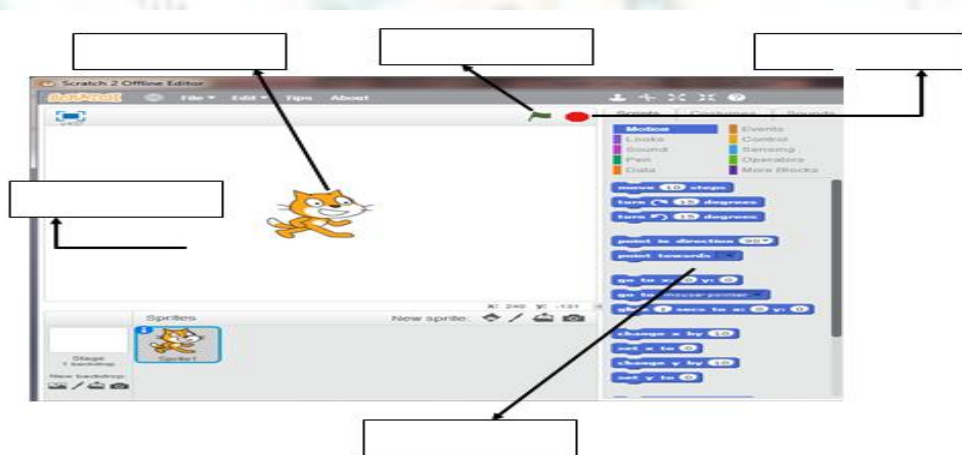 Scratch 2 Offline Editor
SCRATCH File Edit Tips About
v437
Scripts Costumes Sounds
Motion Events
Looks Control
Sound Sensing
Pen Operators
Data More Blocks
move 10 steps
turn 15 degrees
turn 15 degrees
point in direction 90
point towards
go to x: 0 y: 0
go to mouse-pointer
glide 1 secs to x: 0 y: 0
change x by 10
set x to 0
change y by 10
set y to 0
X: 240 Y: -131
Sprites New sprite:
Stage
1 backdrop
Sprite1
New backdrop: